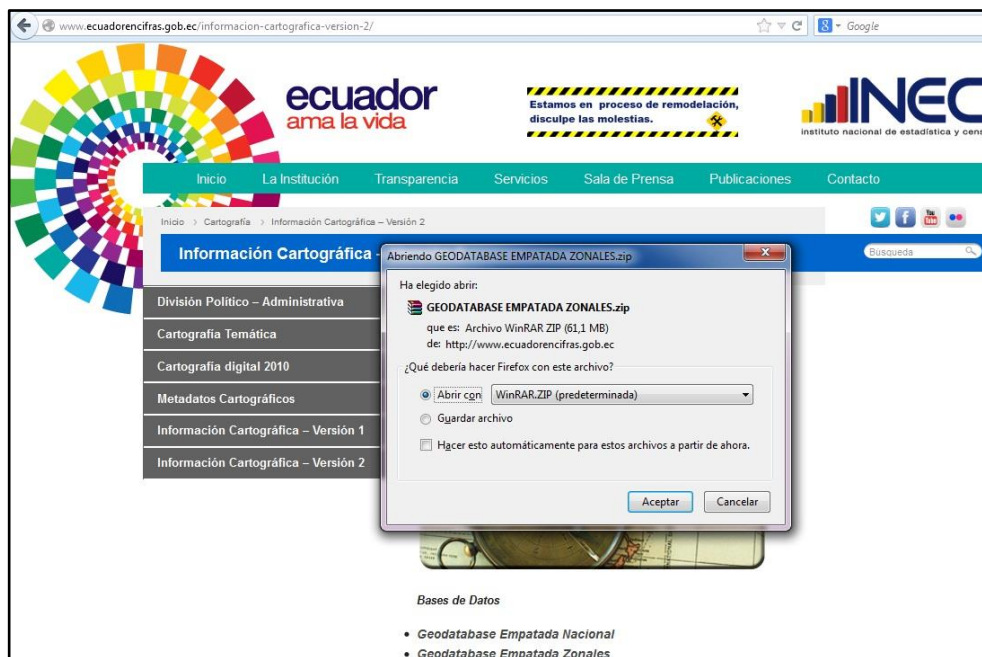 www.ecuadorencifras.gob.ec/informacion-cartografica-version-2/
Google
ecuador
ama la vida
Estamos en proceso de remodelación,
disculpe las molestias.
INEC
instituto nacional de estadística y cens
Inicio La Institución Transparencia Servicios Sala de Prensa Publicaciones Contacto
Inicio > Cartografía > Información Cartográfica – Versión 2
You Tube
Información Cartográfica -
Busqueda
División Político – Administrativa
Cartografía Temática
Cartografía digital 2010
Metadatos Cartográficos
Información Cartográfica – Versión 1
Información Cartográfica – Versión 2
Abriendo GEODATABASE EMPATADA ZONALES.zip
Ha elegido abrir:
GEODATABASE EMPATADA ZONALES.zip
que es: Archivo WinRAR ZIP (61,1 MB)
de: http://www.ecuadorencifras.gob.ec
¿Qué debería hacer Firefox con este archivo?
Abrir con WinRAR.ZIP (predeterminada)
Guardar archivo
Hacer esto automáticamente para estos archivos a partir de ahora.
Aceptar Cancelar
Bases de Datos
• Geodatabase Empatada Nacional
• Geodatabase Empatada Zonales